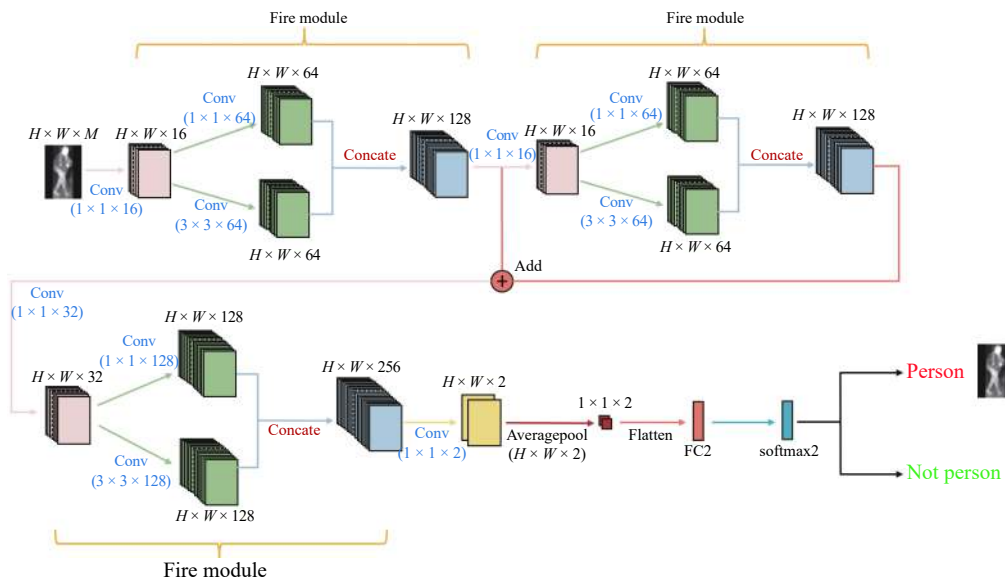 Fire module
Fire module
H × W × 64
H × W × 64
Conv
(1 × 1 × 64)
Conv
(1 × 1 × 64)
H × W × M
H × W × 16
H × W × 128
Conv
(1 × 1 × 16)
H × W × 16
H × W × 128
Concate
Concate
Conv
(1 × 1 × 16)
Conv
(3 × 3 × 64)
Conv
(3 × 3 × 64)
H × W × 64
H × W × 64
Add
Conv
(1 × 1 × 32)
H × W × 128
Conv
(1 × 1 × 128)
H × W × 32
H × W × 256
H × W × 2
1 × 1 × 2
Person
Concate
Conv
(1 × 1 × 2)
Averagepool
(H × W × 2)
Flatten
FC2
softmax2
Conv
(3 × 3 × 128)
Not person
H × W × 128
Fire module